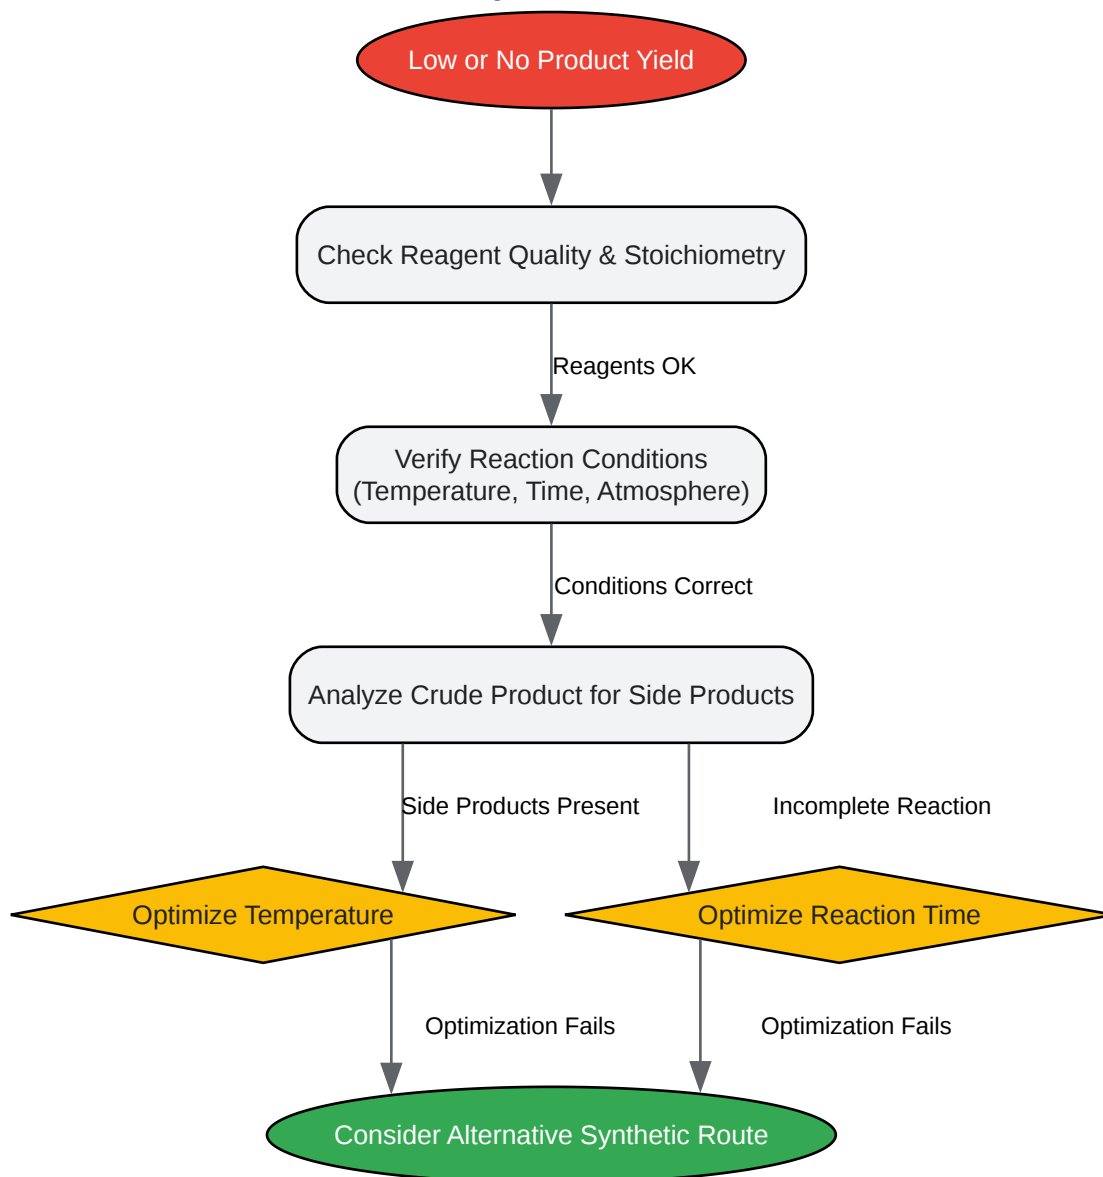 Low or No Product Yield
Check Reagent Quality & Stoichiometry
Reagents OK
Verify Reaction Conditions
(Temperature, Time, Atmosphere)
Conditions Correct
Analyze Crude Product for Side Products
Side Products Present
Incomplete Reaction
Optimize Temperature
Optimize Reaction Time
Optimization Fails
Optimization Fails
Consider Alternative Synthetic Route